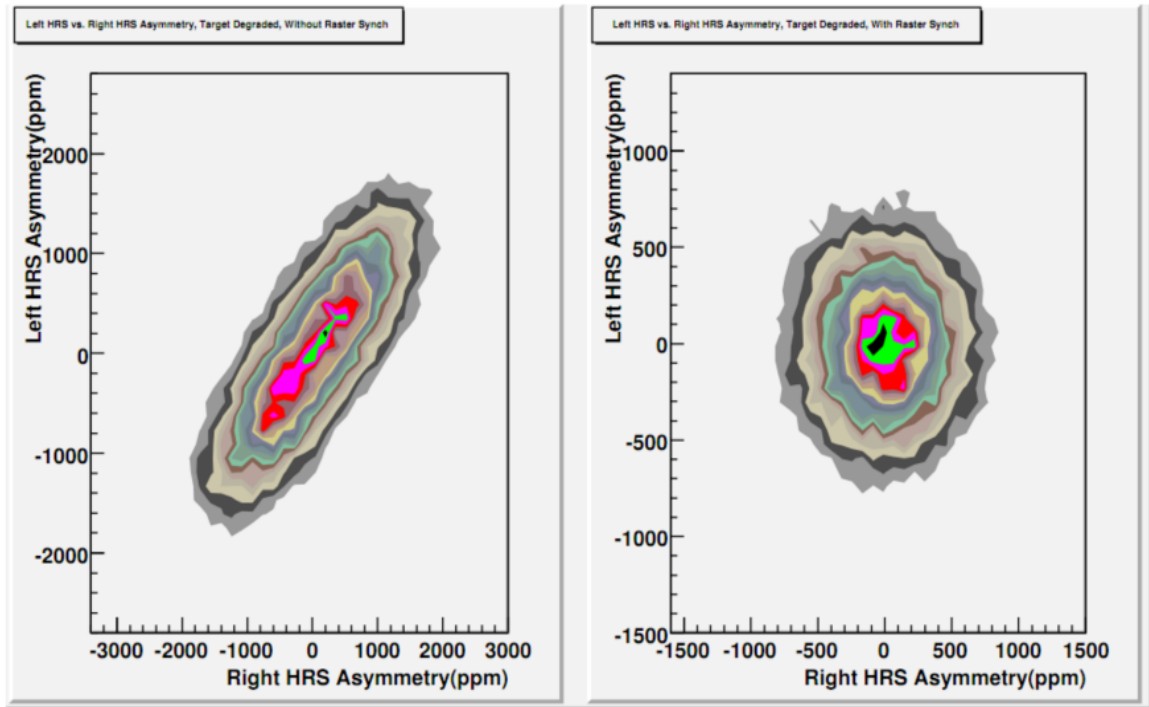 Left HRS vs. Right HRS Asymmetry, Target Degraded, Without Raster Synch
Left HRS Asymmetry(ppm)
2000
1000
0
-1000
-2000
-3000 -2000 -1000 0 1000 2000 3000
Right HRS Asymmetry(ppm)
Left HRS vs. Right HRS Asymmetry, Target Degraded, With Raster Synch
Left HRS Asymmetry(ppm)
1000
500
0
-500
-1000
-1500
-1500 -1000 -500 0 500 1000 1500
Right HRS Asymmetry(ppm)